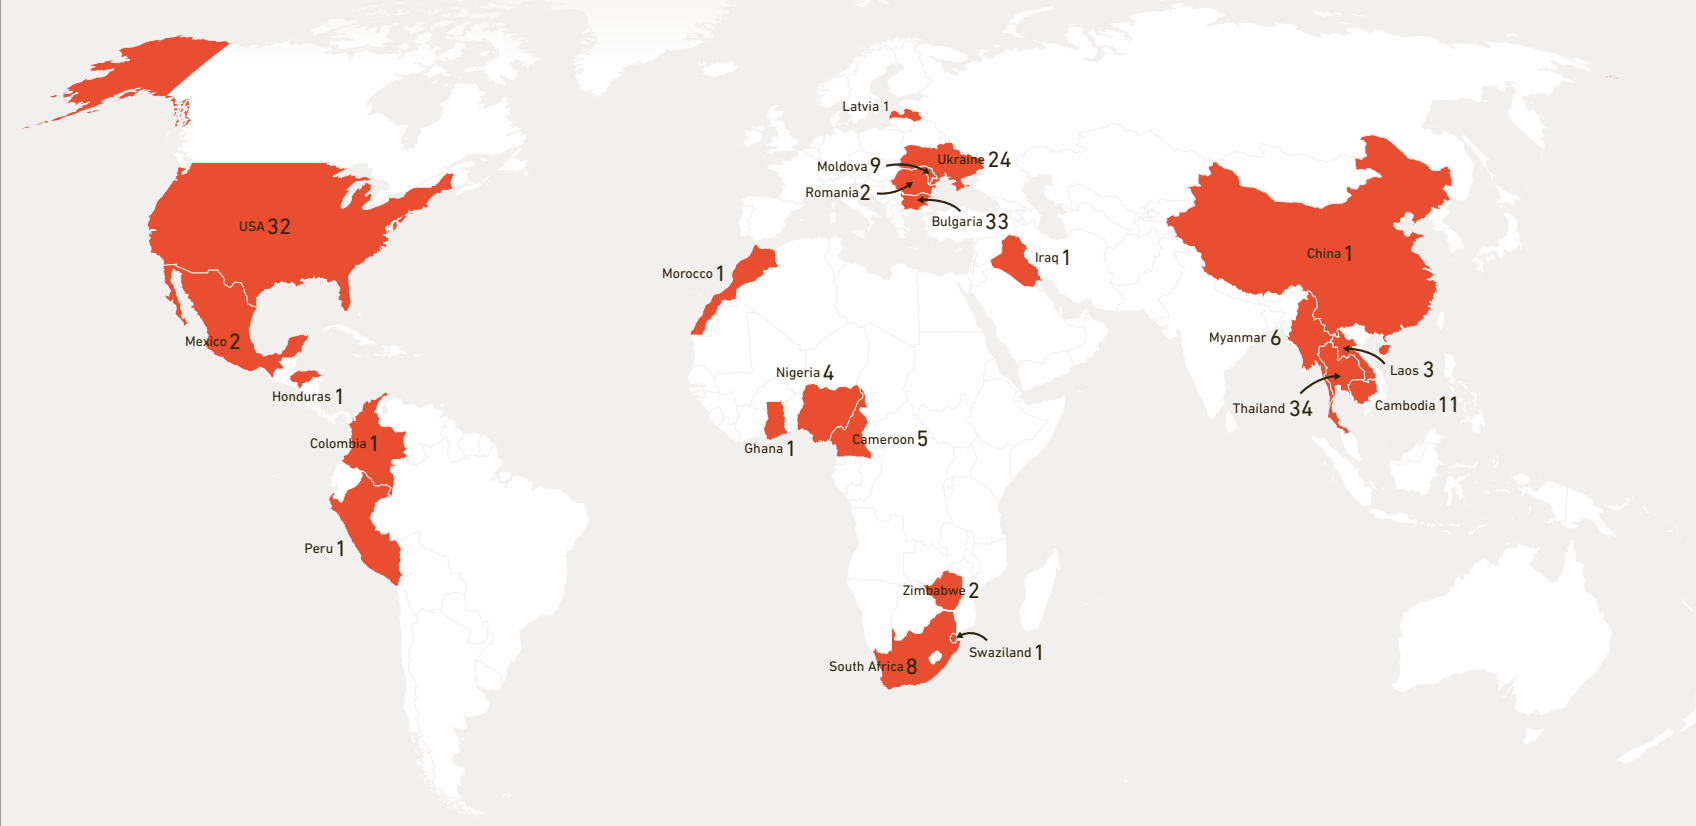 Latvia 1
Moldova 9
Ukraine 24
Romania 2
Bulgaria 33
USA 32
Morocco 1
Iraq 1
China 1
Mexico 2
Myanmar 6
Laos 3
Honduras 1
Nigeria 4
Thailand 34
Cambodia 11
Colombia 1
Ghana 1
Cameroon 5
Peru 1
Zimbabwe 2
Swaziland 1
South Africa 8